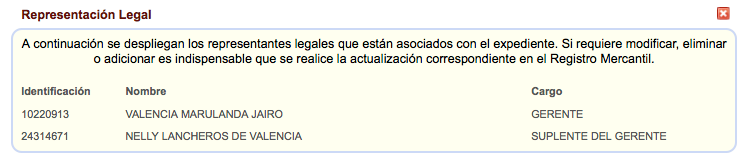 Representación Legal
A continuación se despliegan los representantes legales que están asociados con el expediente. Si requiere modificar, eliminar
o adicionar es indispensable que se realice la actualización correspondiente en el Registro Mercantil.
Identificación Nombre Cargo
10220913 VALENCIA MARULANDA JAIRO GERENTE
24314671 NELLY LANCHEROS DE VALENCIA SUPLENTE DEL GERENTE